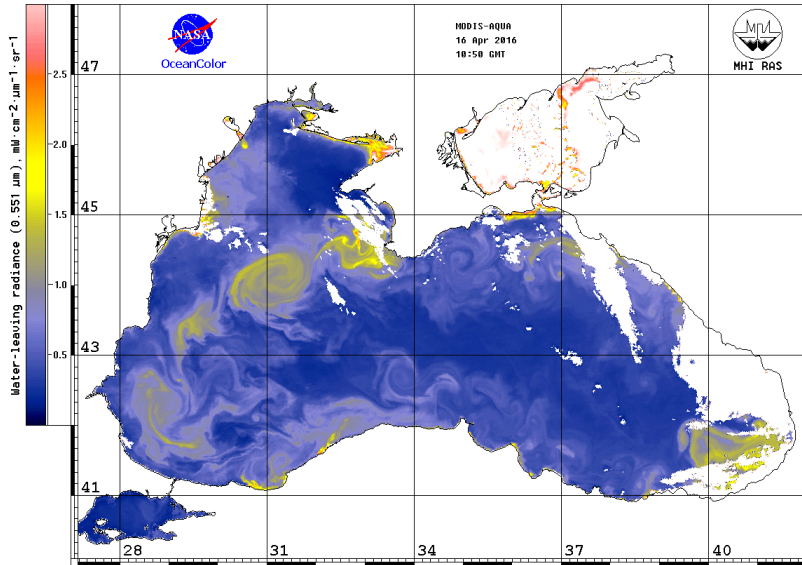 NASA
OceanColor
MODIS-AQUA
16 Apr 2016
10:50 GMT
MHI RAS
Water-leaving radiance (0.551 μm), mW·cm⁻²·μm⁻¹·sr⁻¹
2.5
2.0
1.5
1.0
0.5
47
45
43
41
28
31
34
37
40